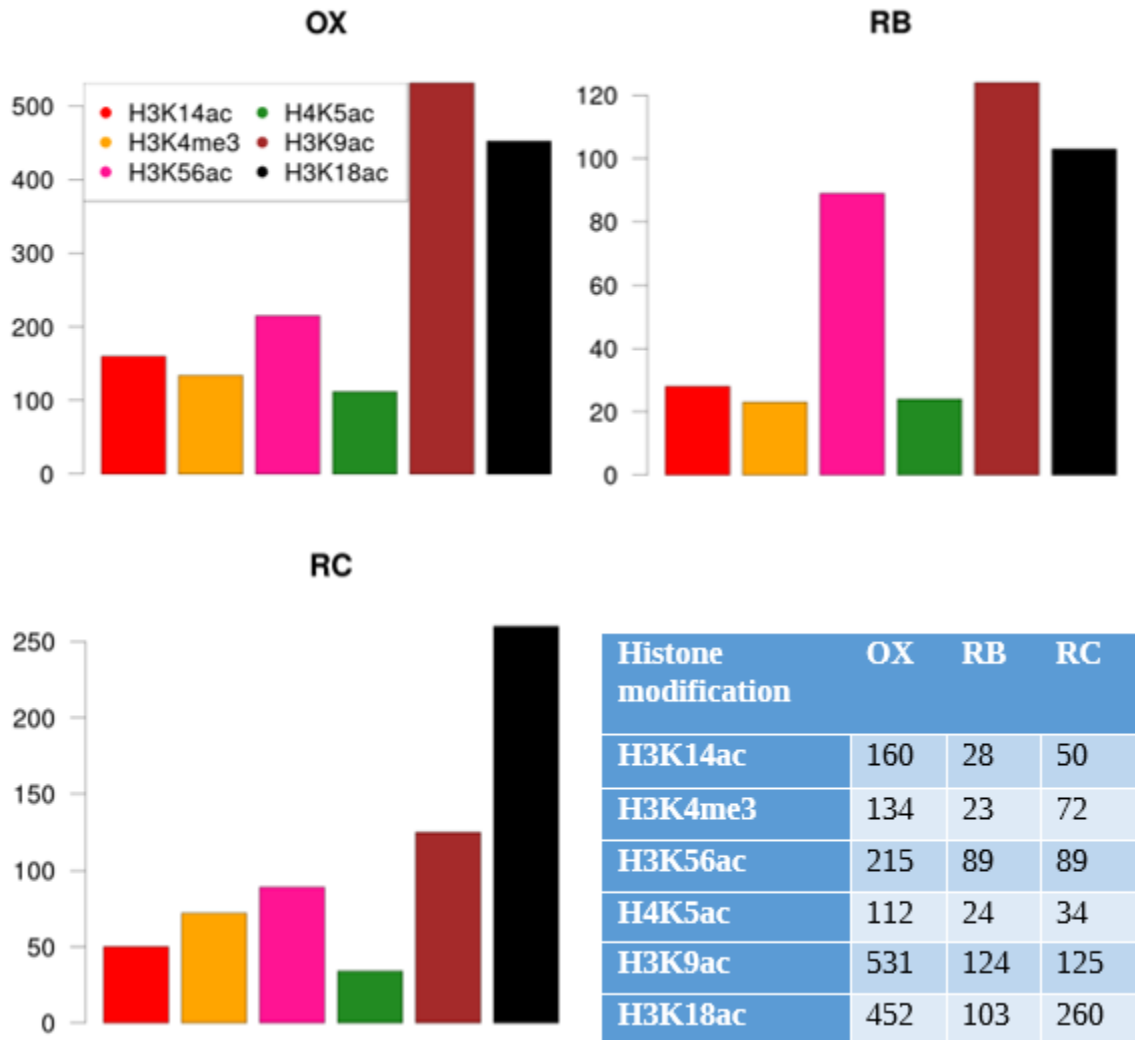 OX
500
400
300
200
100
0
H3K14ac H4K5ac
H3K4me3 H3K9ac
H3K56ac H3K18ac
RB
120
100
80
60
40
20
0
RC
250
200
150
100
50
0
Histone modification OX RB RC
H3K14ac 160 28 50
H3K4me3 134 23 72
H3K56ac 215 89 89
H4K5ac 112 24 34
H3K9ac 531 124 125
H3K18ac 452 103 260